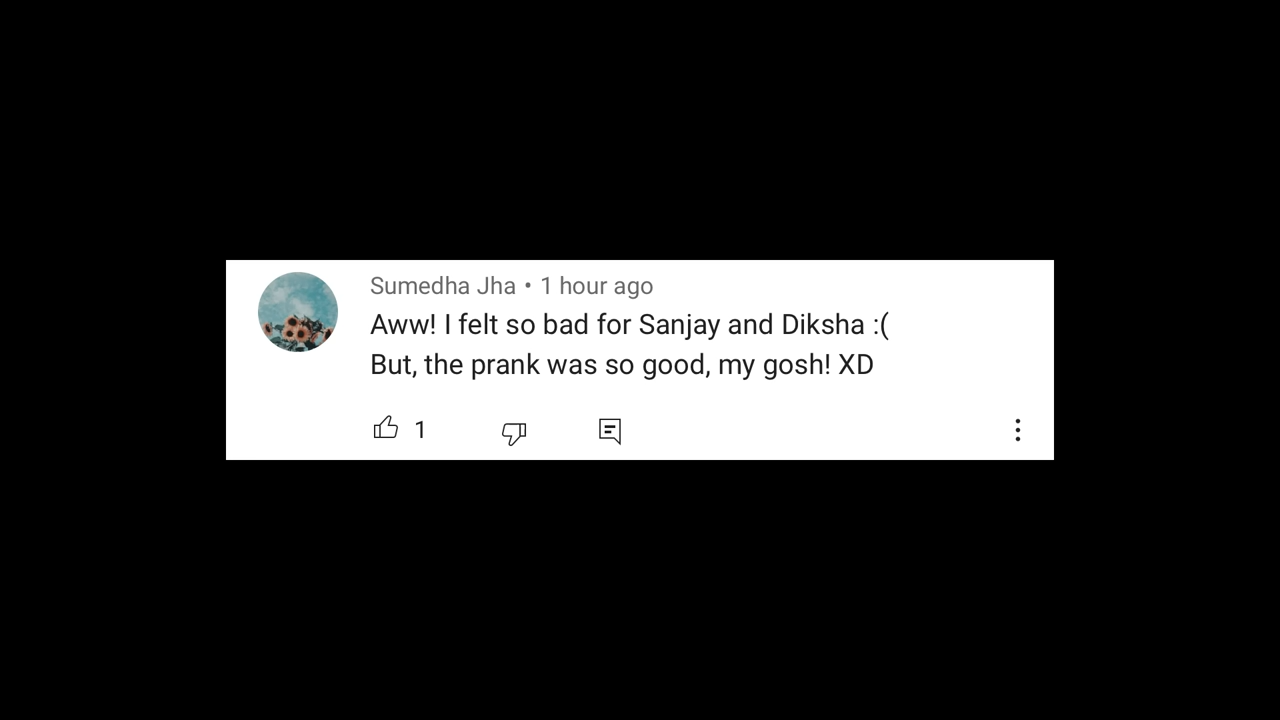 Sumedha Jha • 1 hour ago
Aww! I felt so bad for Sanjay and Diksha :(
But, the prank was so good, my gosh! XD
1